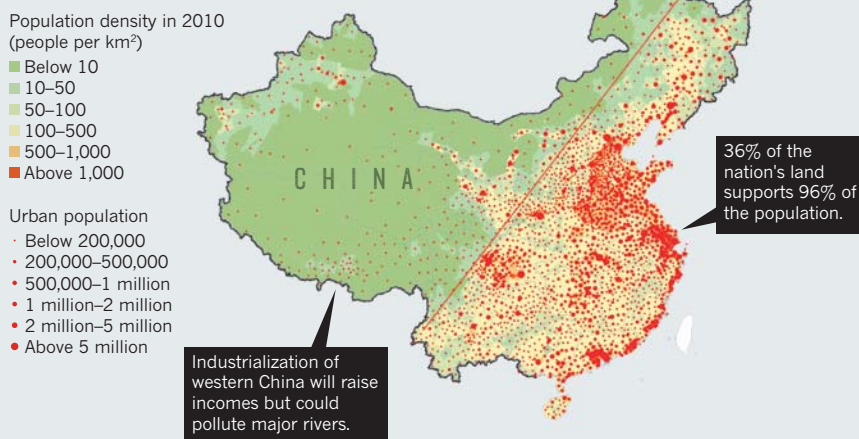 Population density in 2010
(people per km²)
Below 10
10–50
50–100
100–500
500–1,000
Above 1,000
Urban population
Below 200,000
200,000–500,000
500,000–1 million
1 million–2 million
2 million–5 million
Above 5 million
CHINA
36% of the
nation's land
supports 96% of
the population.
Industrialization of
western China will raise
incomes but could
pollute major rivers.